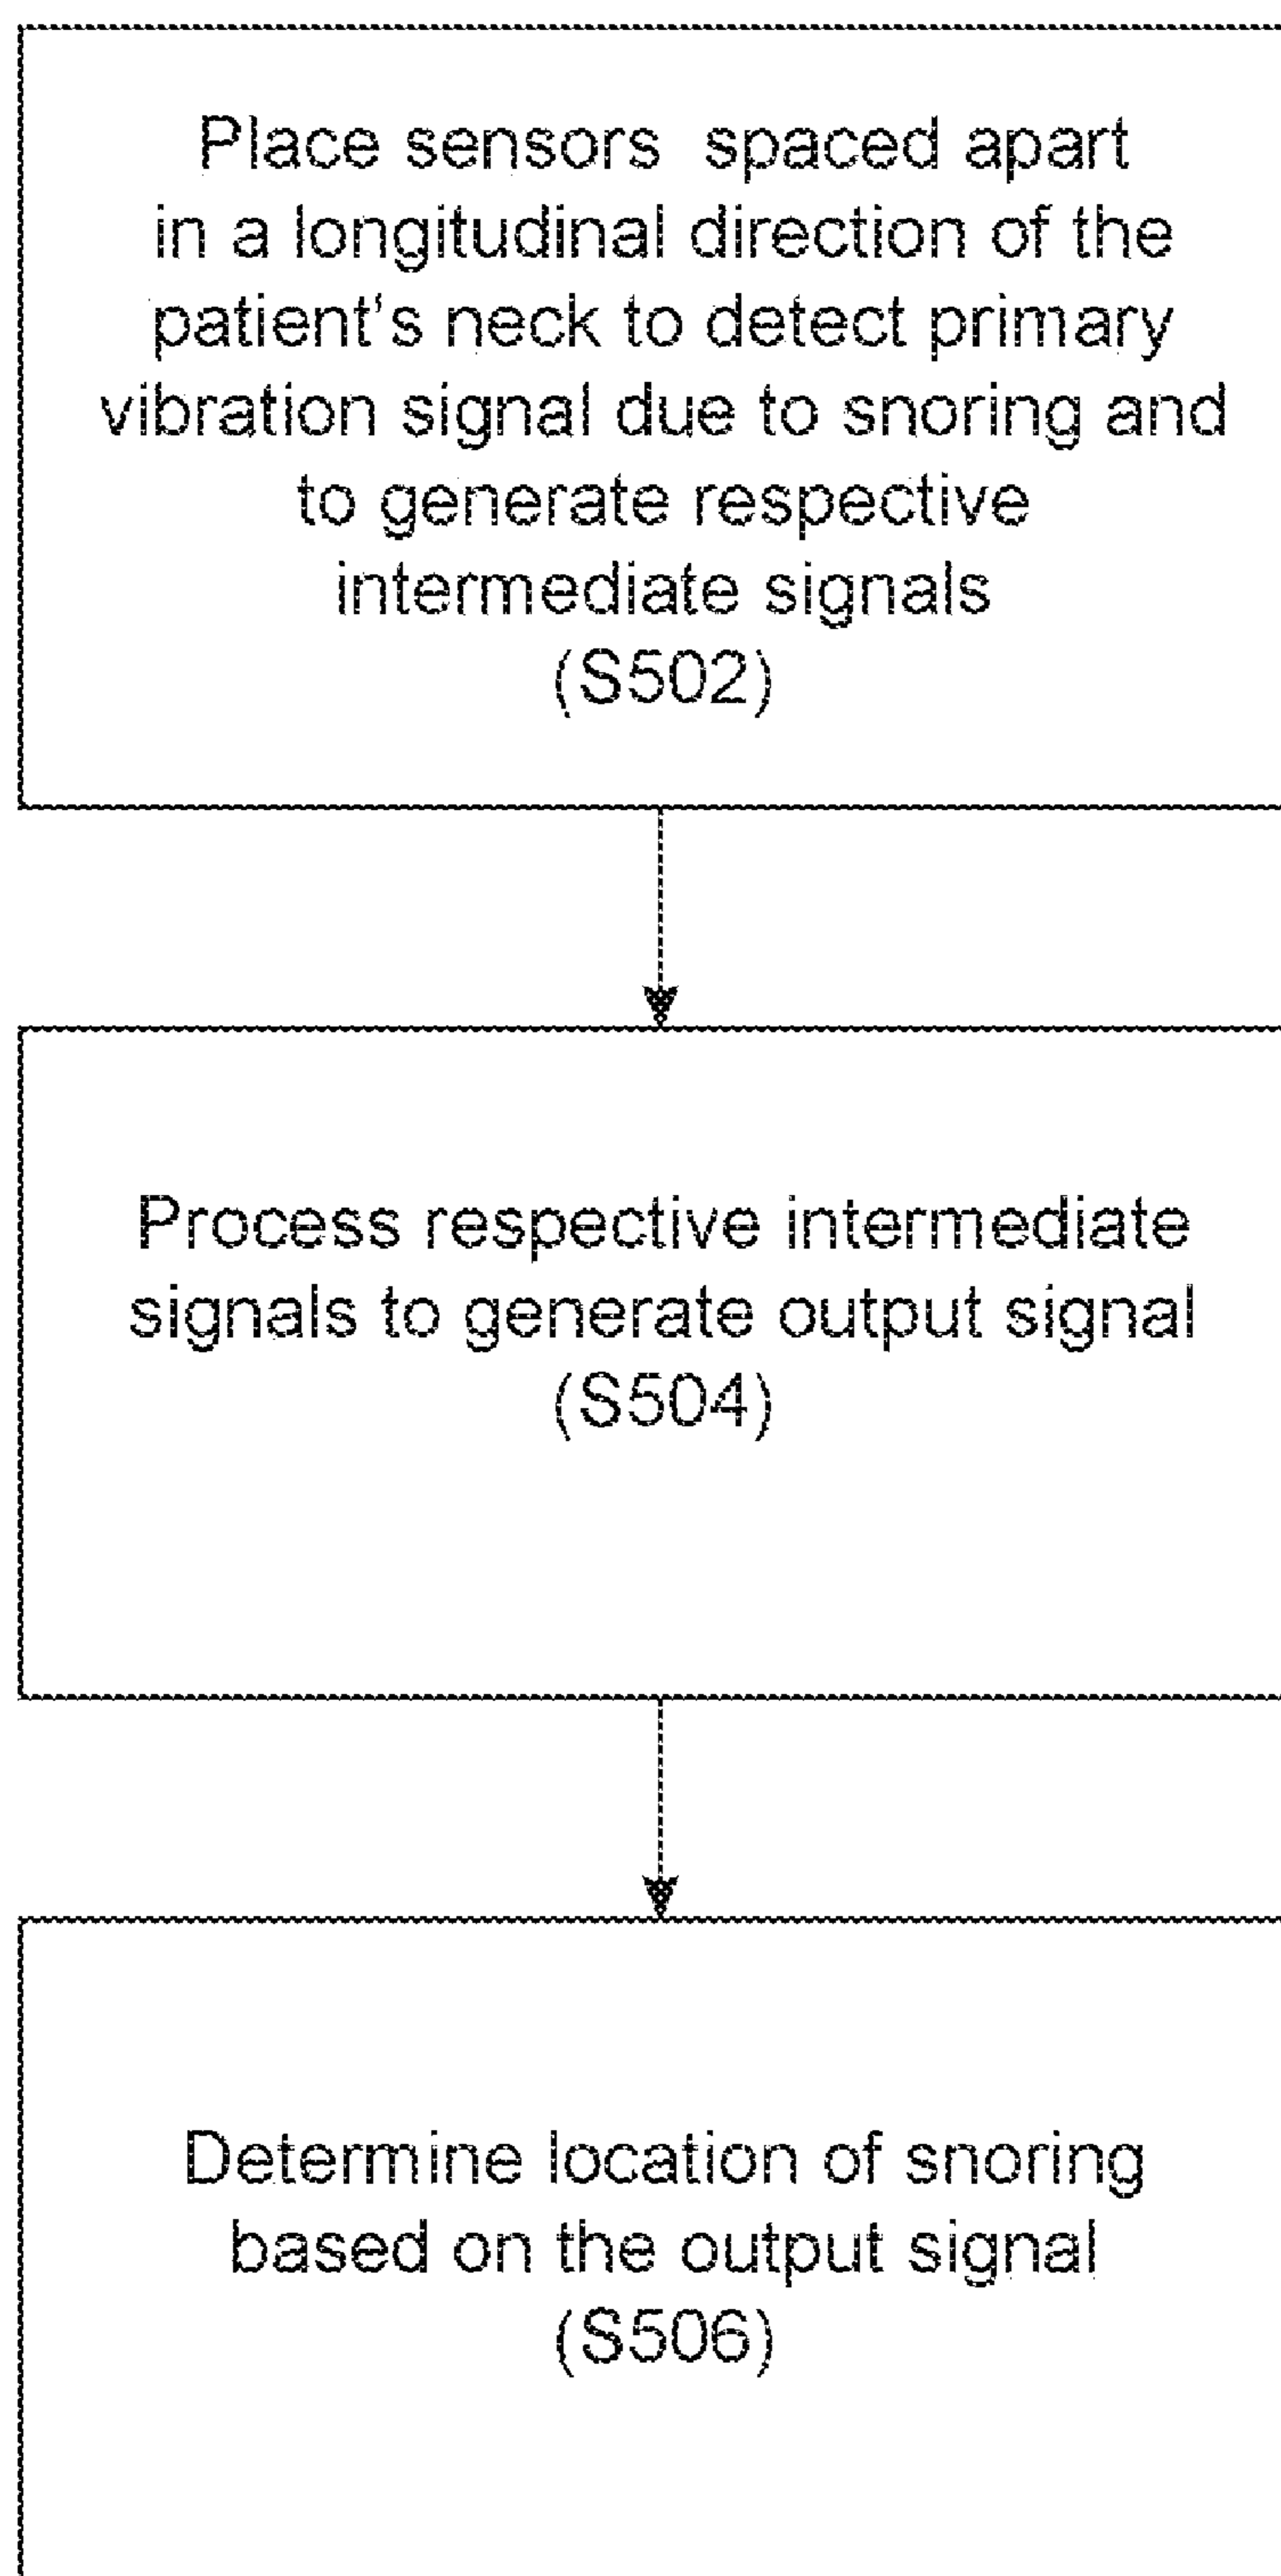 Place sensors spaced apart
in a longitudinal direction of the
patient's neck to detect primary
vibration signal due to snoring and
to generate respective
intermediate signals
(S502)
Process respective intermediate
signals to generate output signal
(S504)
Determine location of snoring
based on the output signal
(S506)